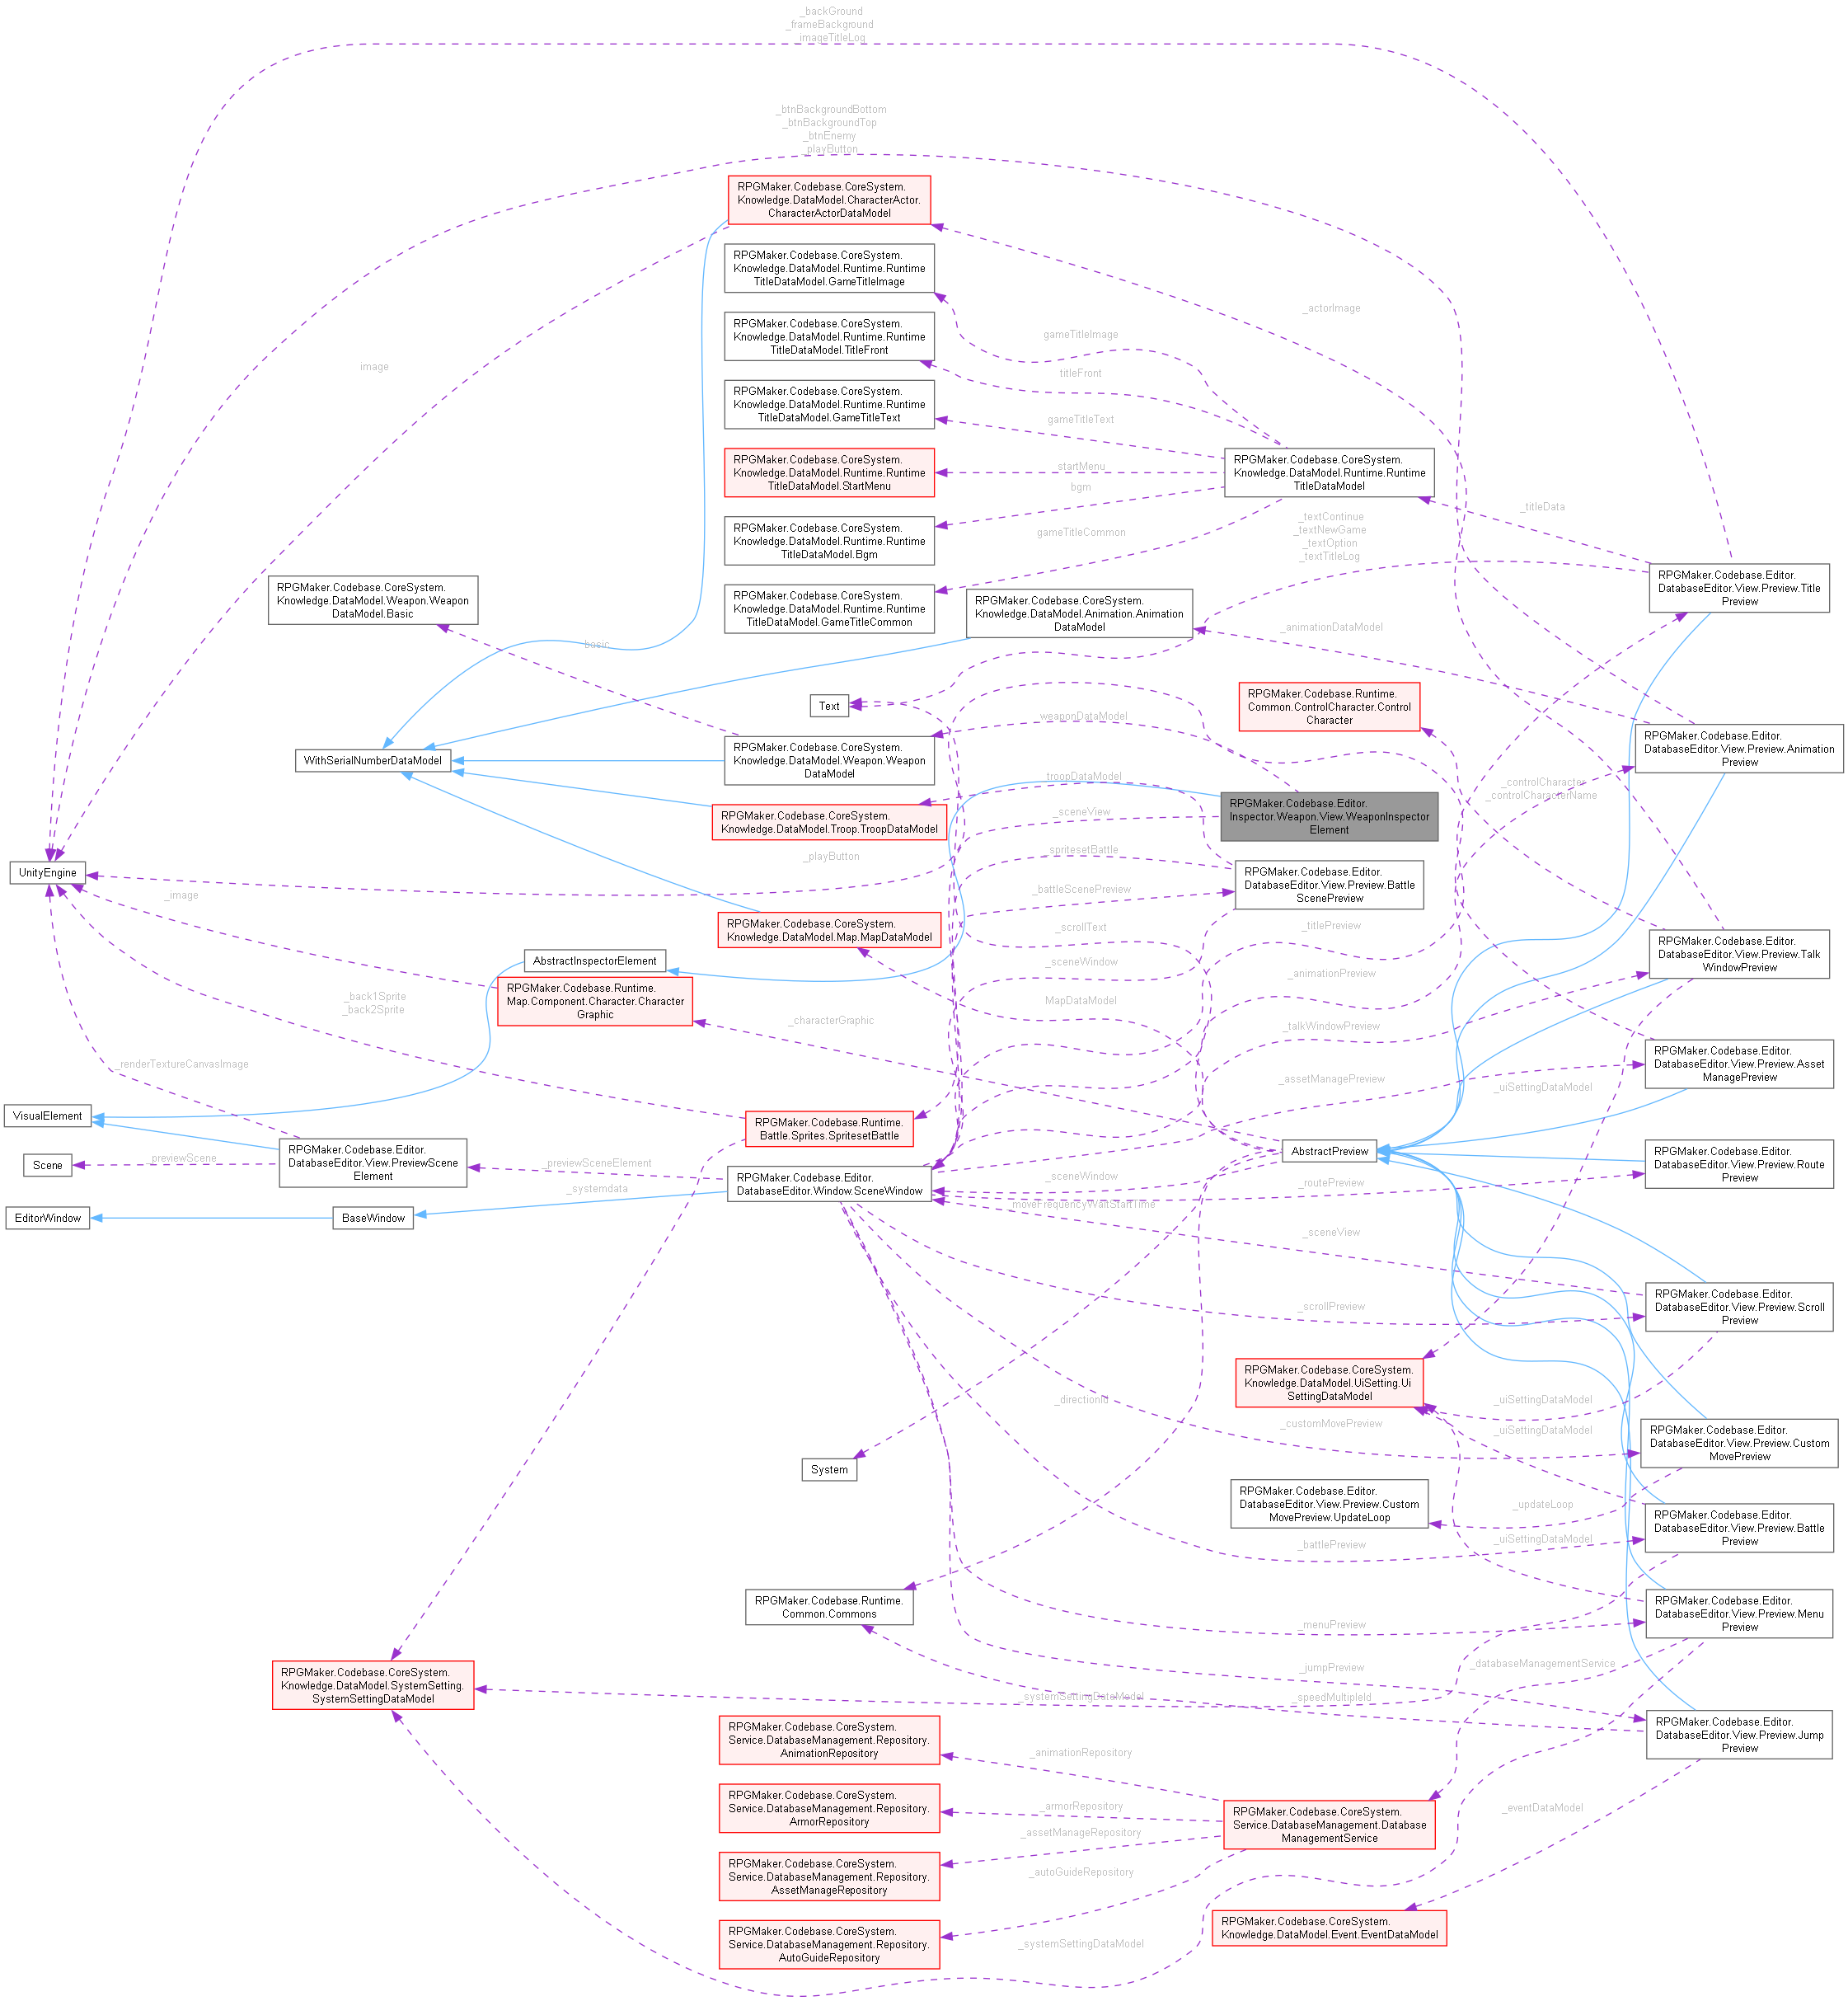 _backGround
_frameBackground
imageTitleLog
_btnBackgroundBottom
_btnBackgroundTop
_btnEnemy
_playButton
RPGMaker.Codebase.CoreSystem.
Knowledge.DataModel.CharacterActor.
CharacterActorDataModel
RPGMaker.Codebase.CoreSystem.
Knowledge.DataModel.Runtime.Runtime
TitleDataModel.GameTitleImage
_actorImage
RPGMaker.Codebase.CoreSystem.
Knowledge.DataModel.Runtime.Runtime
TitleDataModel.TitleFront
gameTitleImage
image
titleFront
RPGMaker.Codebase.CoreSystem.
Knowledge.DataModel.Runtime.Runtime
TitleDataModel.GameTitleText
gameTitleText
RPGMaker.Codebase.CoreSystem.
Knowledge.DataModel.Runtime.Runtime
TitleDataModel.StartMenu
startMenu
RPGMaker.Codebase.CoreSystem.
Knowledge.DataModel.Runtime.Runtime
TitleDataModel
bgm
_titleData
RPGMaker.Codebase.CoreSystem.
Knowledge.DataModel.Runtime.Runtime
TitleDataModel.Bgm
gameTitleCommon
_textContinue
_textNewGame
_textOption
_textTitleLog
RPGMaker.Codebase.CoreSystem.
Knowledge.DataModel.Weapon.Weapon
DataModel.Basic
RPGMaker.Codebase.CoreSystem.
Knowledge.DataModel.Runtime.Runtime
TitleDataModel.GameTitleCommon
RPGMaker.Codebase.CoreSystem.
Knowledge.DataModel.Animation.Animation
DataModel
RPGMaker.Codebase.Editor.
DatabaseEditor.View.Preview.Title
Preview
basic
_animationDataModel
Text
RPGMaker.Codebase.Runtime.
Common.ControlCharacter.Control
Character
weaponDataModel
WithSerialNumberDataModel
RPGMaker.Codebase.CoreSystem.
Knowledge.DataModel.Weapon.Weapon
DataModel
RPGMaker.Codebase.Editor.
DatabaseEditor.View.Preview.Animation
Preview
troopDataModel
_controlCharacter
_controlCharacterName
RPGMaker.Codebase.CoreSystem.
Knowledge.DataModel.Troop.TroopDataModel
_sceneView
RPGMaker.Codebase.Editor.
Inspector.Weapon.View.WeaponInspector
Element
UnityEngine
_playButton
_spritesetBattle
RPGMaker.Codebase.Editor.
DatabaseEditor.View.Preview.Battle
ScenePreview
_image
_battleScenePreview
RPGMaker.Codebase.CoreSystem.
Knowledge.DataModel.Map.MapDataModel
_scrollText
_titlePreview
AbstractInspectorElement
_sceneWindow
RPGMaker.Codebase.Editor.
DatabaseEditor.View.Preview.Talk
WindowPreview
_animationPreview
RPGMaker.Codebase.Runtime.
Map.Component.Character.Character
Graphic
_back1Sprite
_back2Sprite
MapDataModel
_characterGraphic
_talkWindowPreview
_renderTextureCanvasImage
RPGMaker.Codebase.Editor.
DatabaseEditor.View.Preview.Asset
ManagePreview
_assetManagePreview
_uiSettingDataModel
VisualElement
RPGMaker.Codebase.Runtime.
Battle.Sprites.SpritesetBattle
Scene
_previewScene
RPGMaker.Codebase.Editor.
DatabaseEditor.View.PreviewScene
Element
_previewSceneElement
RPGMaker.Codebase.Editor.
DatabaseEditor.Window.SceneWindow
AbstractPreview
_sceneWindow
_routePreview
RPGMaker.Codebase.Editor.
DatabaseEditor.View.Preview.Route
Preview
_systemdata
moveFrequencyWaitStartTime
EditorWindow
BaseWindow
_sceneView
RPGMaker.Codebase.Editor.
DatabaseEditor.View.Preview.Scroll
Preview
_scrollPreview
RPGMaker.Codebase.CoreSystem.
Knowledge.DataModel.UiSetting.Ui
SettingDataModel
_directionId
_uiSettingDataModel
_customMovePreview
_uiSettingDataModel
RPGMaker.Codebase.Editor.
DatabaseEditor.View.Preview.Custom
MovePreview
System
RPGMaker.Codebase.Editor.
DatabaseEditor.View.Preview.Custom
MovePreview.UpdateLoop
_updateLoop
RPGMaker.Codebase.Editor.
DatabaseEditor.View.Preview.Battle
Preview
_battlePreview
_uiSettingDataModel
RPGMaker.Codebase.Runtime.
Common.Commons
RPGMaker.Codebase.Editor.
DatabaseEditor.View.Preview.Menu
Preview
_menuPreview
_jumpPreview
_databaseManagementService
RPGMaker.Codebase.CoreSystem.
Knowledge.DataModel.SystemSetting.
SystemSettingDataModel
_systemSettingDataModel
_speedMultipleId
RPGMaker.Codebase.Editor.
DatabaseEditor.View.Preview.Jump
Preview
RPGMaker.Codebase.CoreSystem.
Service.DatabaseManagement.Repository.
AnimationRepository
_animationRepository
RPGMaker.Codebase.CoreSystem.
Service.DatabaseManagement.Repository.
ArmorRepository
_armorRepository
RPGMaker.Codebase.CoreSystem.
Service.DatabaseManagement.Database
ManagementService
_eventDataModel
_assetManageRepository
RPGMaker.Codebase.CoreSystem.
Service.DatabaseManagement.Repository.
AssetManageRepository
_autoGuideRepository
RPGMaker.Codebase.CoreSystem.
Service.DatabaseManagement.Repository.
AutoGuideRepository
_systemSettingDataModel
RPGMaker.Codebase.CoreSystem.
Knowledge.DataModel.Event.EventDataModel